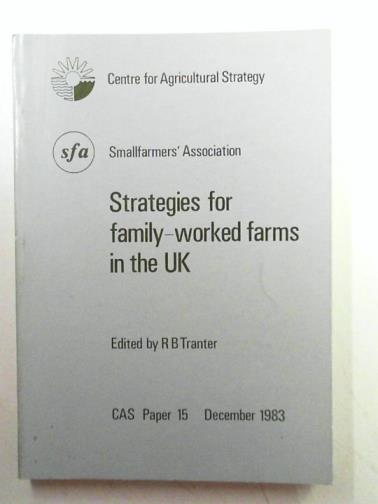 Centre for Agricultural Strategy
sfa
Smallfarmers' Association
Strategies for
family-worked farms
in the UK
Edited by R B Tranter
CAS Paper 15 December 1983